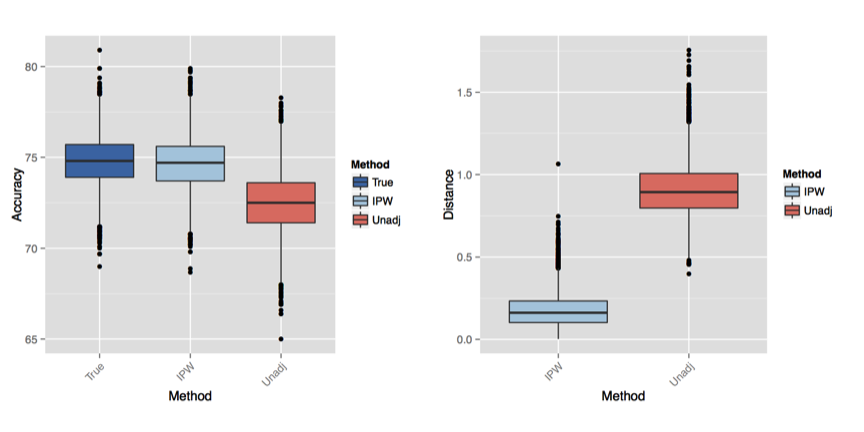 80
75
70
65
Accuracy
True
IPW
Unadj
Method
Method
True
IPW
Unadj
1.5
1.0
0.5
0.0
Distance
IPW
Unadj
Method
Method
IPW
Unadj